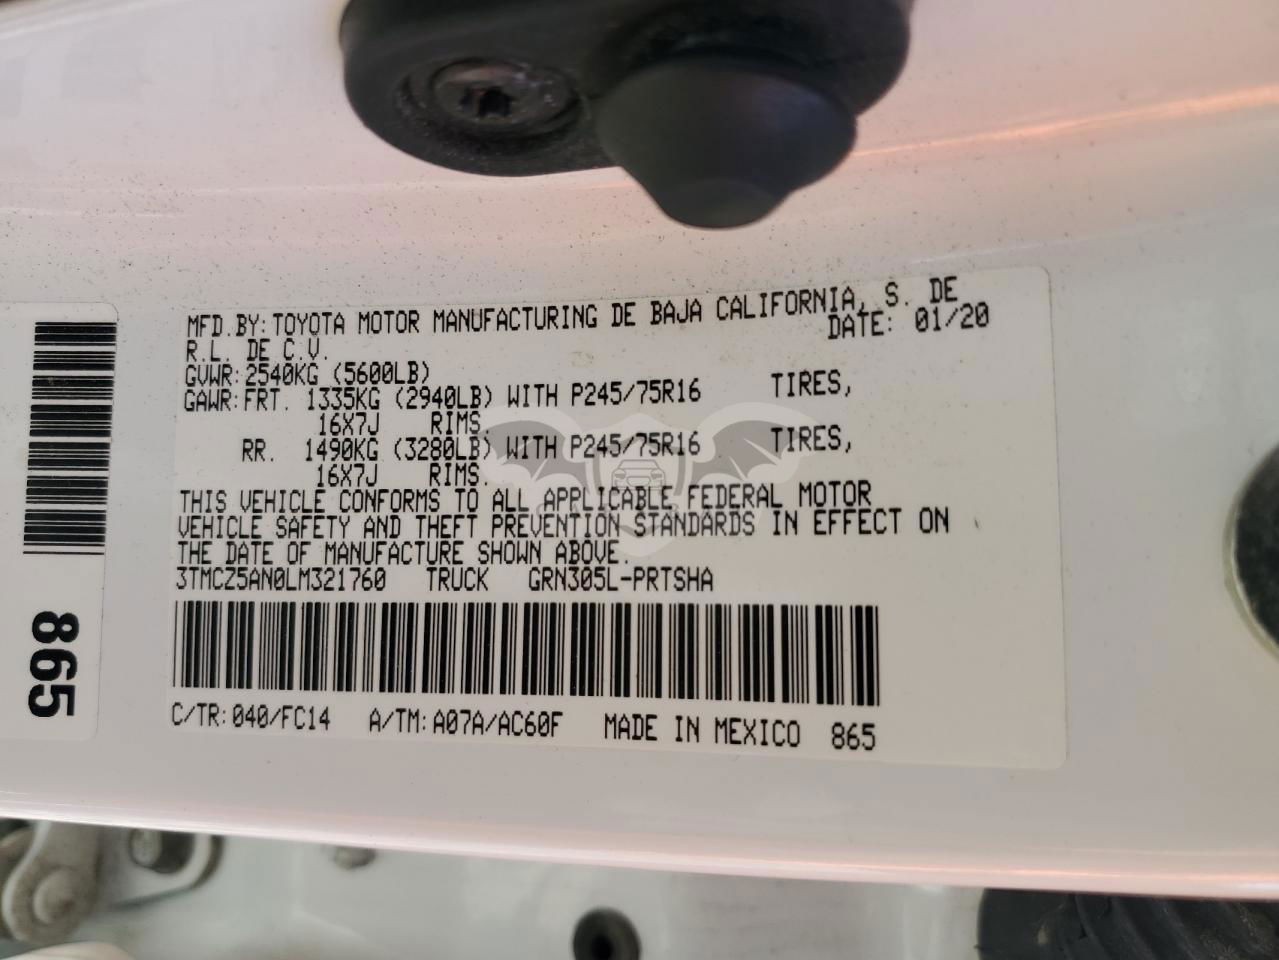 MFD.BY: TOYOTA MOTOR MANUFACTURING DE BAJA CALIFORNIA, S. DE
R.L. DE C.V. DATE: 01/20
GVWR: 2540KG (5600LB)
GAWR: FRT. 1335KG (2940LB) WITH P245/75R16 TIRES,
16X7J RIMS.
RR. 1490KG (3280LB) WITH P245/75R16 TIRES,
16X7J RIMS.
THIS VEHICLE CONFORMS TO ALL APPLICABLE FEDERAL MOTOR
VEHICLE SAFETY AND THEFT PREVENTION STANDARDS IN EFFECT ON
THE DATE OF MANUFACTURE SHOWN ABOVE.
3TMCZ5AN0LM321760 TRUCK GRN305L-PRTSHA
C/TR: 040/FC14 A/TM: A07A/AC60F MADE IN MEXICO 865
865